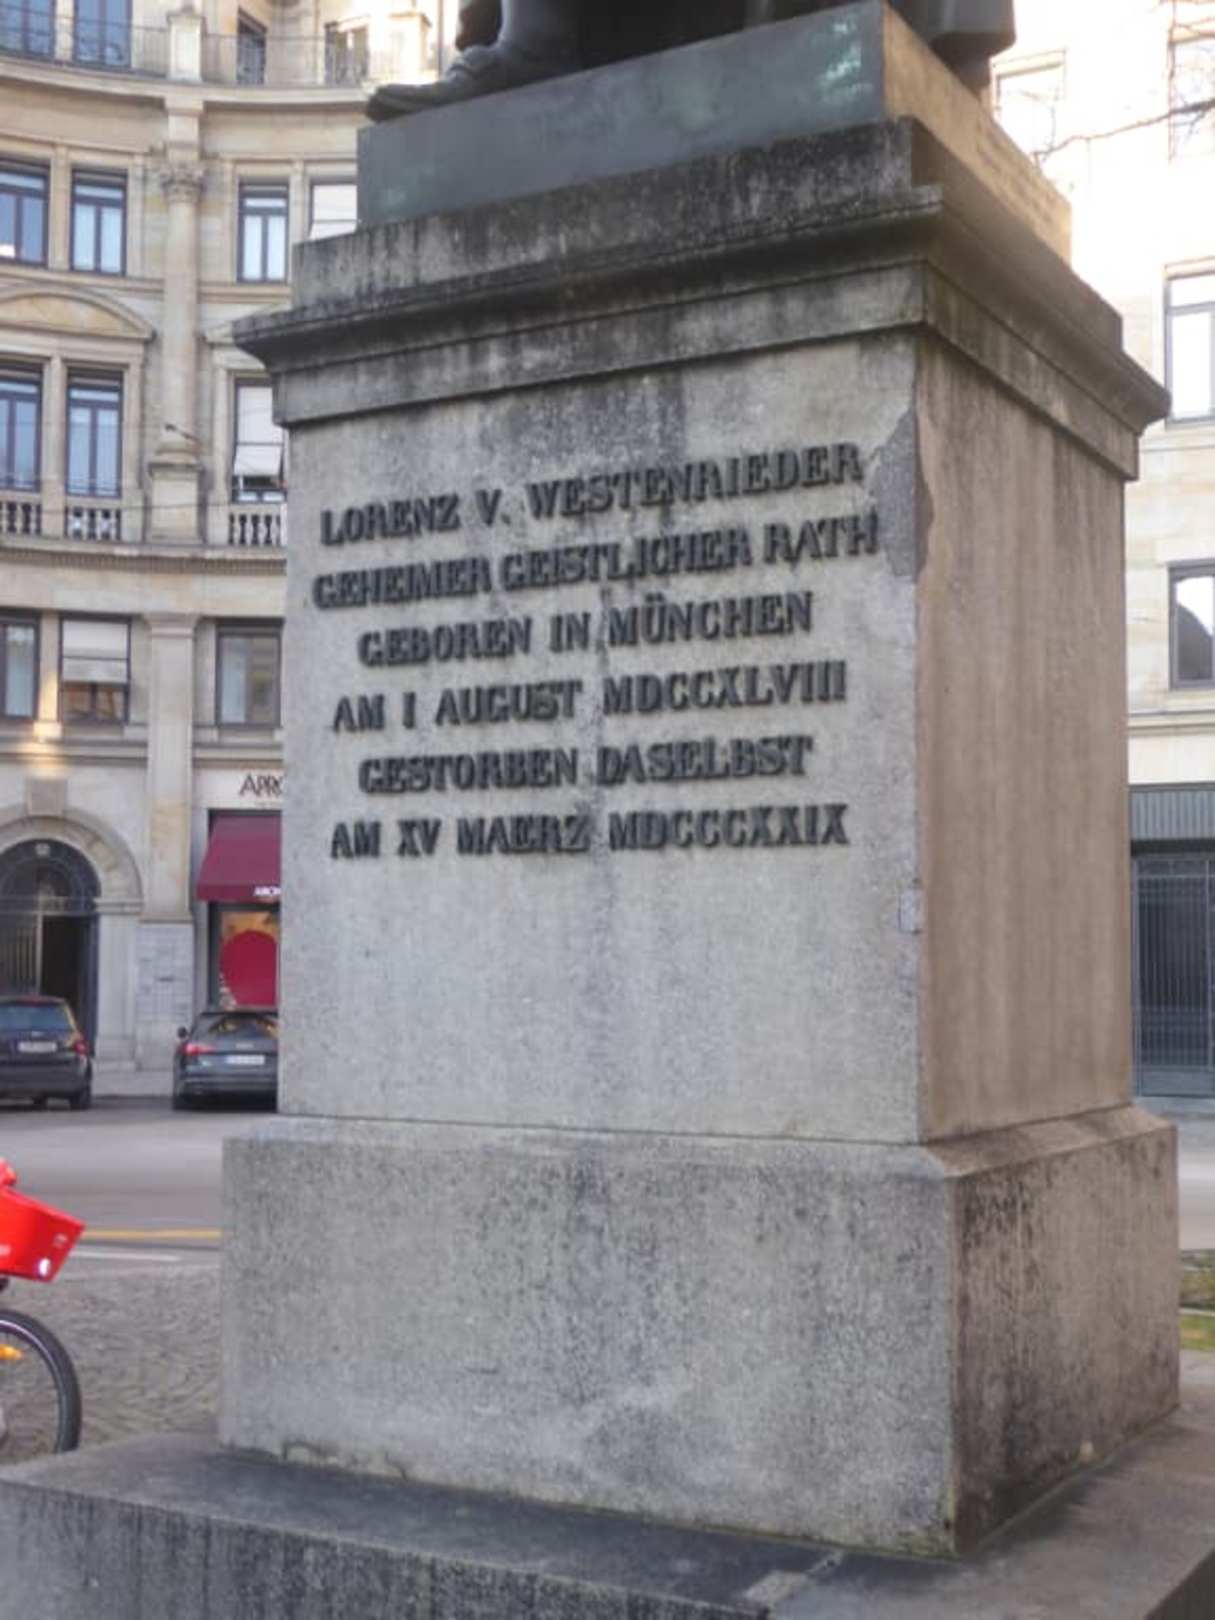 LORENZ V. WESTENRIEDER
GEHEIMER GEISTLICHER RATH
GEBOREN IN MÜNCHEN
AM I AUGUST MDCCXLVIII
GESTORBEN DASELBST
AM XV MAERZ MDCCCXXIX